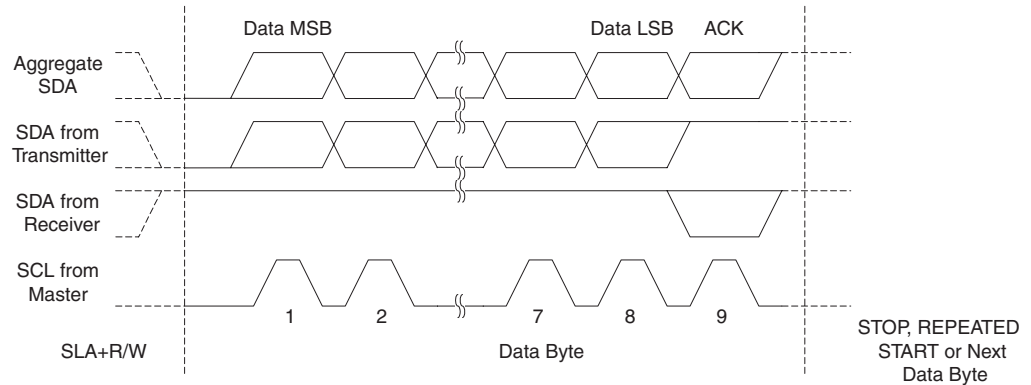 Data MSB
Data LSB
ACK
Aggregate
SDA
SDA from
Transmitter
SDA from
Receiver
SCL from
Master
1
2
7
8
9
SLA+R/W
Data Byte
STOP, REPEATED
START or Next
Data Byte